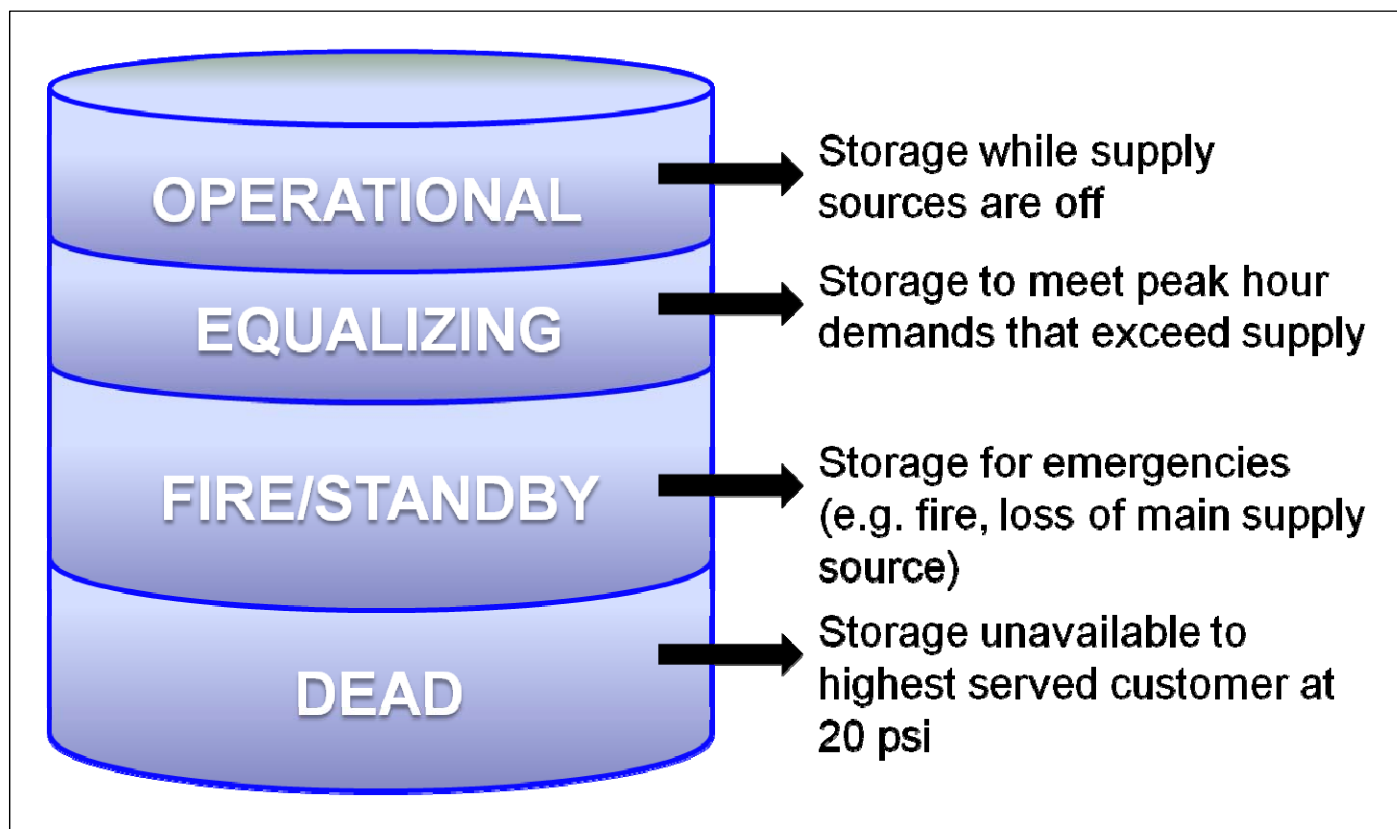 OPERATIONAL
Storage while supply
sources are off
EQUALIZING
Storage to meet peak hour
demands that exceed supply
FIRE/STANDBY
Storage for emergencies
(e.g. fire, loss of main supply
source)
DEAD
Storage unavailable to
highest served customer at
20 psi